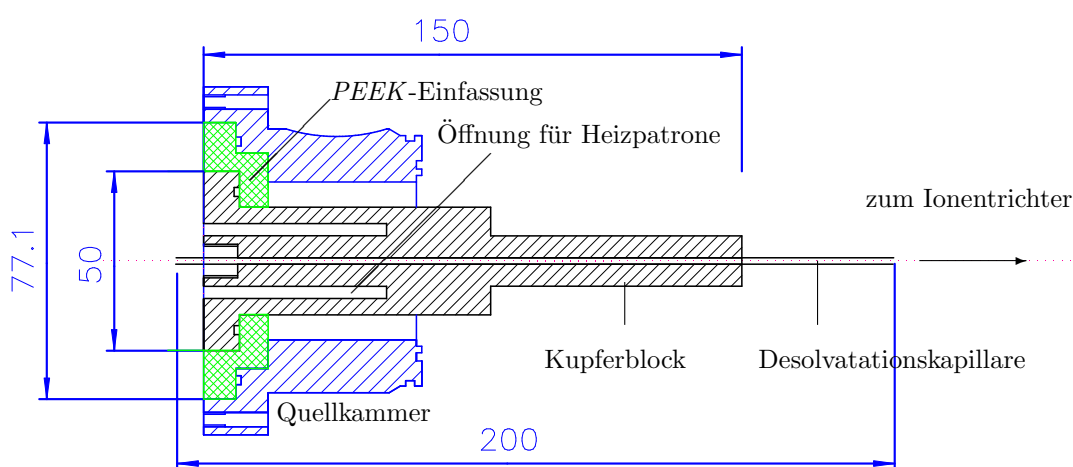 150
PEEK-Einfassung
Öffnung für Heizpatrone
zum Ionentrichter
77.1
50
Kupferblock
Desolvatationskapillare
Quellkammer
200